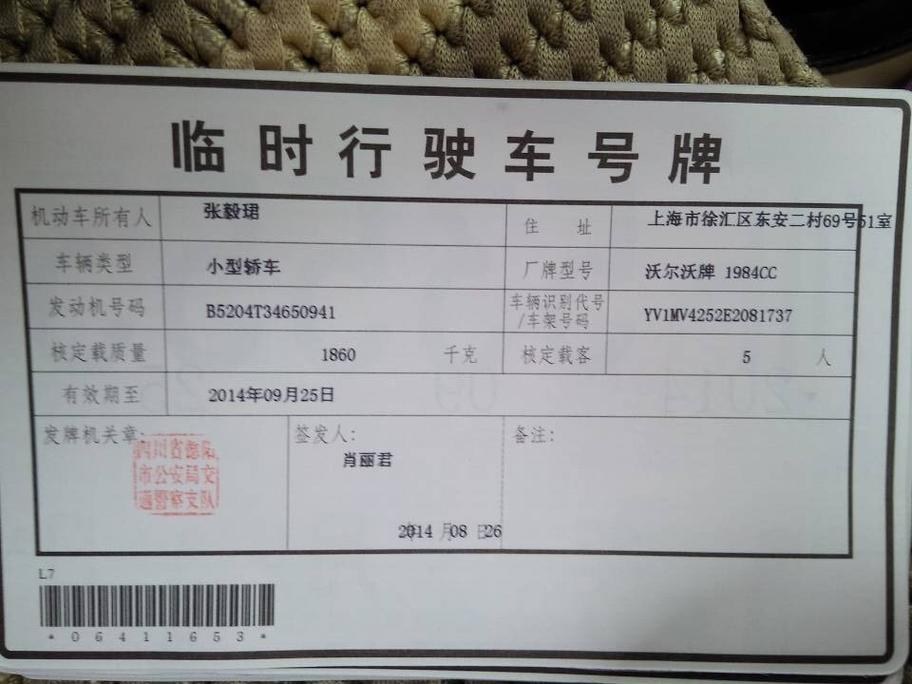 临时行驶车号牌
机动车所有人 张毅珺 住 址 上海市徐汇区东安二村69号51室
车辆类型 小型轿车 厂牌型号 沃尔沃牌 1984CC
发动机号码 B5204T34650941 车辆识别代号
/车架号码 YV1MV4252E2081737
核定载质量 1860 千克 核定载客 5 人
有效期至 2014年09月25日
发牌机关章: 签发人: 备注:
四川省德阳
市公安局交
通警察支队
肖丽君
2014年 月08 日26
L7
*06411653*